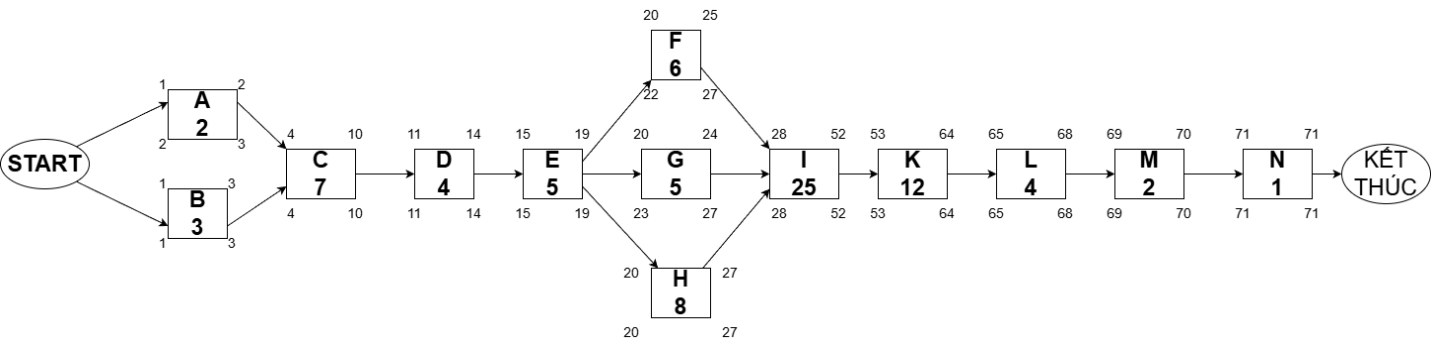 20 25
F
6
22 27
1 2
A
2
2 3
START
1 3
B
3
1 3
4 10
C
7
4 10
11 14
D
4
11 14
15 19
E
5
15 19
20 24
G
5
23 27
20 27
H
8
20 27
28 52
I
25
28 52
53 64
K
12
53 64
65 68
L
4
65 68
69 70
M
2
69 70
71 71
N
1
71 71
KẾT
THÚC